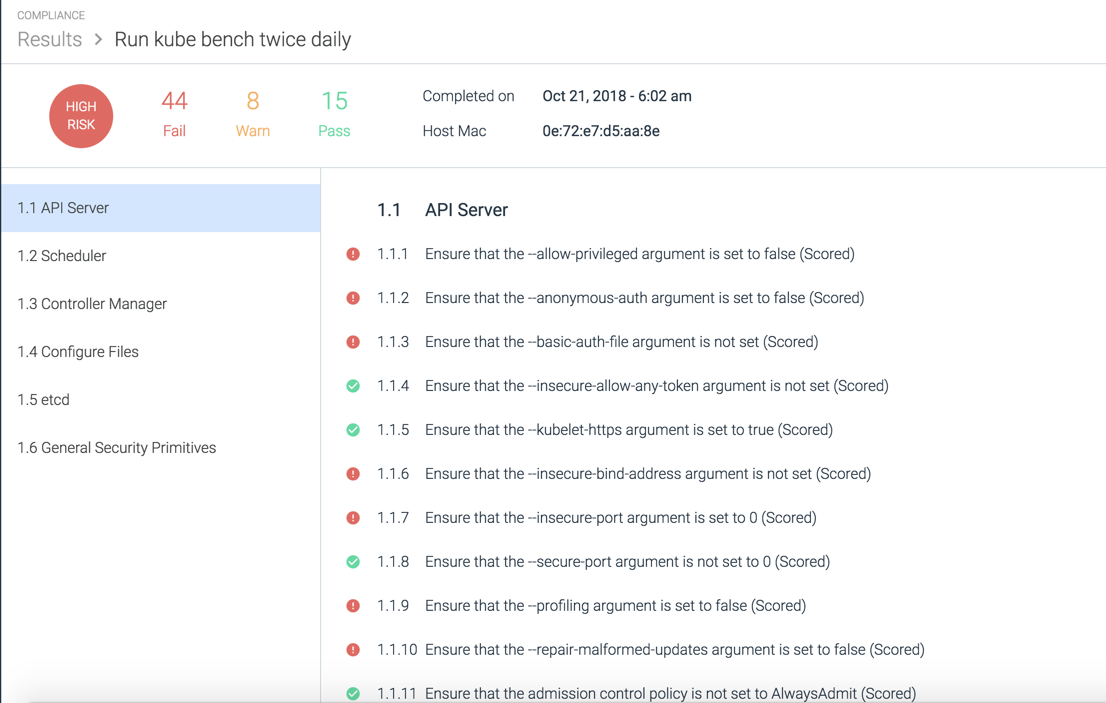 COMPLIANCE
Results > Run kube bench twice daily
HIGH RISK
44 Fail
8 Warn
15 Pass
Completed on Oct 21, 2018 - 6:02 am
Host Mac 0e:72:e7:d5:aa:8e
1.1 API Server
1.2 Scheduler
1.3 Controller Manager
1.4 Configure Files
1.5 etcd
1.6 General Security Primitives
1.1 API Server
1.1.1 Ensure that the --allow-privileged argument is set to false (Scored)
1.1.2 Ensure that the --anonymous-auth argument is set to false (Scored)
1.1.3 Ensure that the --basic-auth-file argument is not set (Scored)
1.1.4 Ensure that the --insecure-allow-any-token argument is not set (Scored)
1.1.5 Ensure that the --kubelet-https argument is set to true (Scored)
1.1.6 Ensure that the --insecure-bind-address argument is not set (Scored)
1.1.7 Ensure that the --insecure-port argument is set to 0 (Scored)
1.1.8 Ensure that the --secure-port argument is not set to 0 (Scored)
1.1.9 Ensure that the --profiling argument is set to false (Scored)
1.1.10 Ensure that the --repair-malformed-updates argument is set to false (Scored)
1.1.11 Ensure that the admission control policy is not set to AlwaysAdmit (Scored)